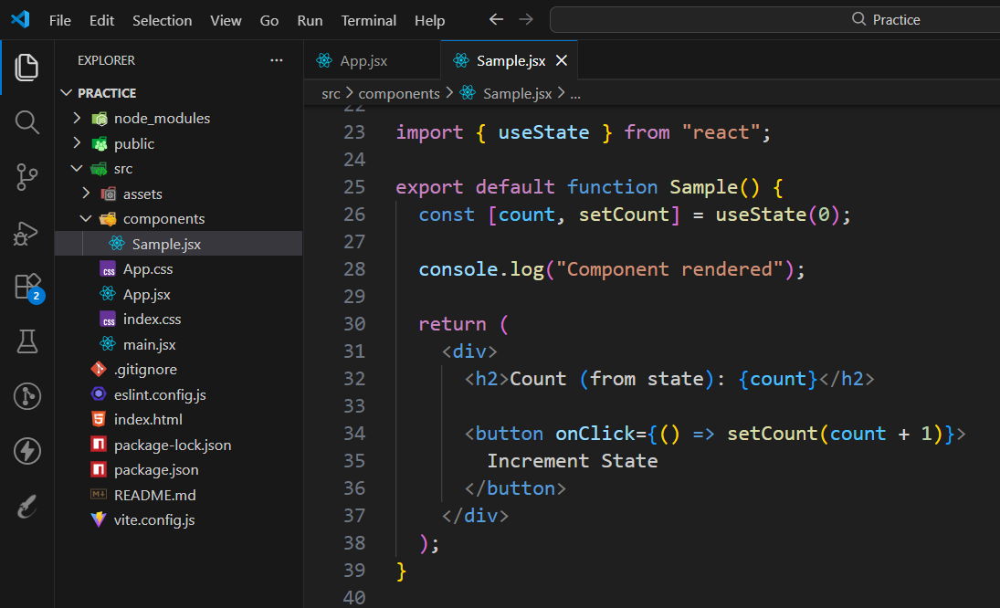 File Edit Selection View Go Run Terminal Help
Practice
EXPLORER
PRACTICE
node_modules
public
src
assets
components
Sample.jsx
App.css
App.jsx
index.css
main.jsx
.gitignore
eslint.config.js
index.html
package-lock.json
package.json
README.md
vite.config.js
2
App.jsx Sample.jsx
src > components > Sample.jsx > ...
22
23 import { useState } from "react";
24
25 export default function Sample() {
26 const [count, setCount] = useState(0);
27
28 console.log("Component rendered");
29
30 return (
31 <div>
32 <h2>Count (from state): {count}</h2>
33
34 <button onClick={() => setCount(count + 1)}>
35 Increment State
36 </button>
37 </div>
38 );
39 }
40